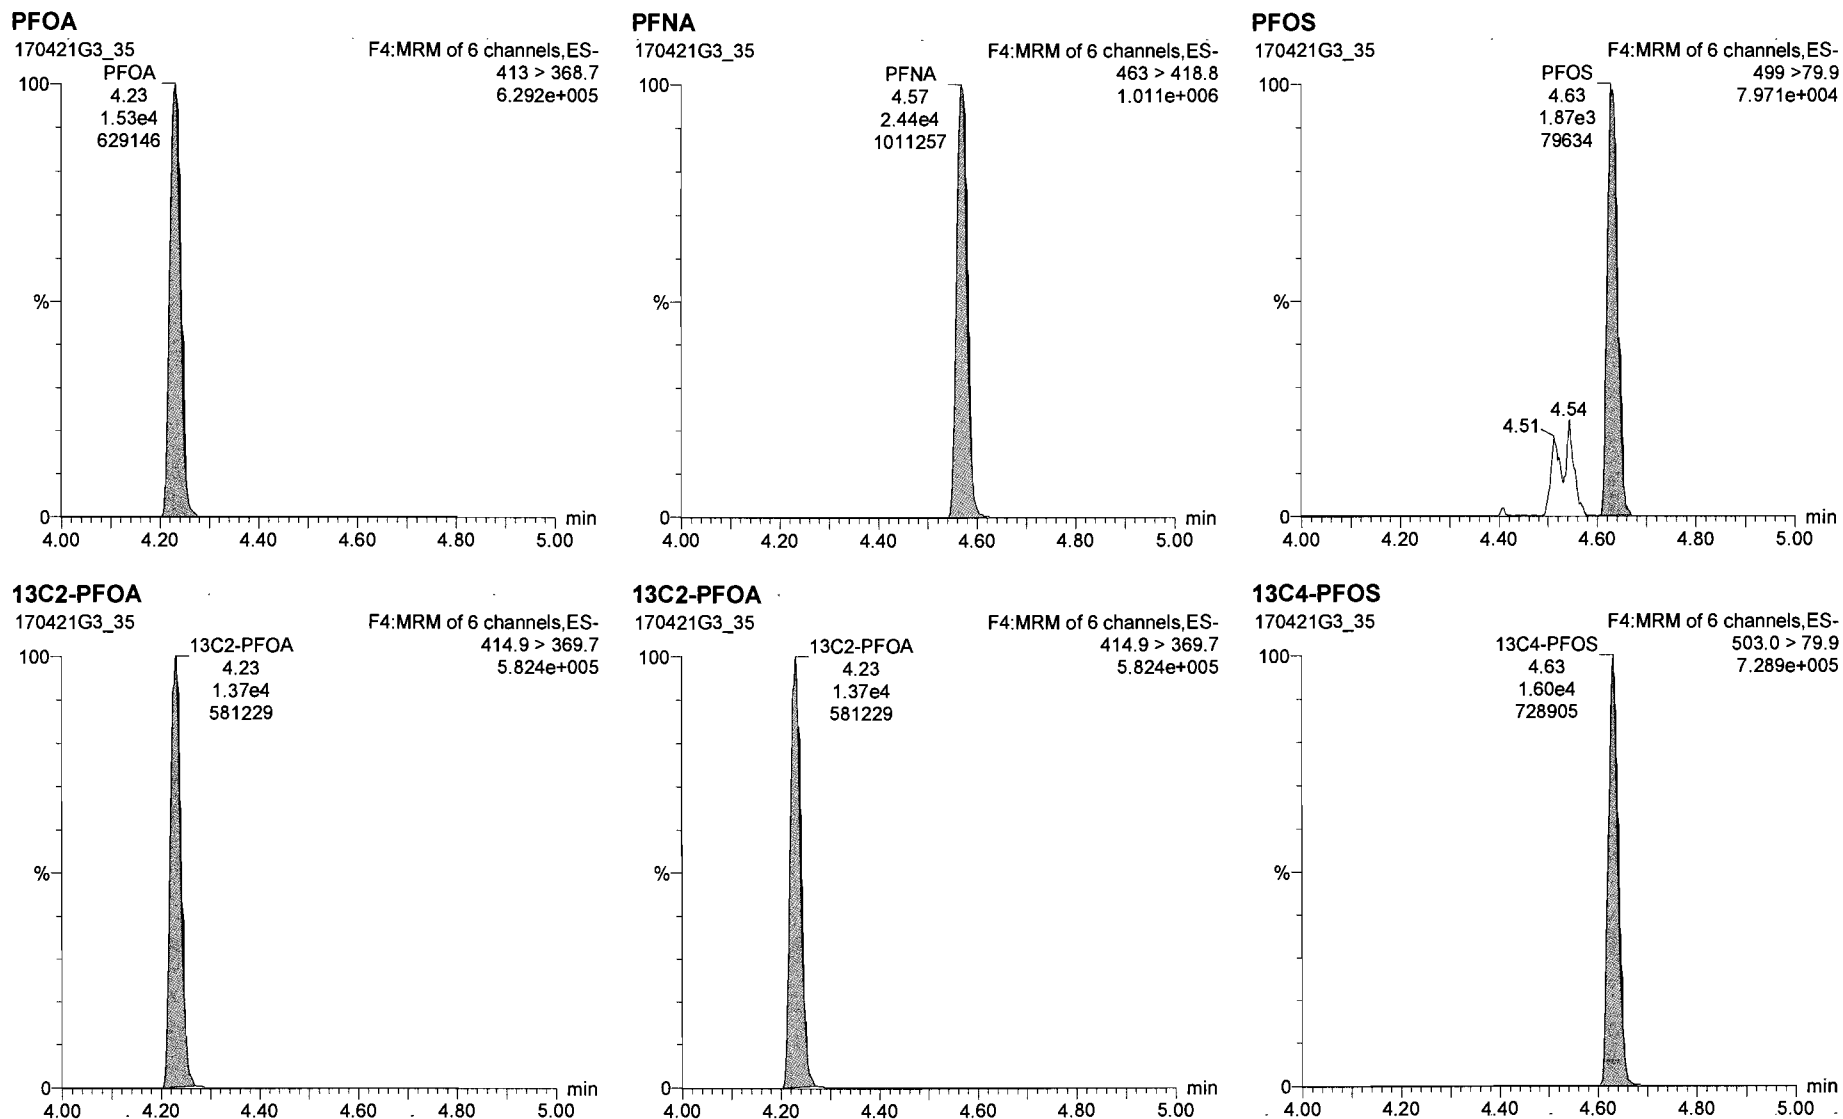 PFOA
170421G3_35
F4:MRM of 6 channels,ES-
413 > 368.7
6.292e+005
PFOA
4.23
1.53e4
629146
100
%
0
min
4.00 4.20 4.40 4.60 4.80 5.00
PFNA
170421G3_35
F4:MRM of 6 channels,ES-
463 > 418.8
1.011e+006
PFNA
4.57
2.44e4
1011257
100
%
0
min
4.00 4.20 4.40 4.60 4.80 5.00
PFOS
170421G3_35
F4:MRM of 6 channels,ES-
499 >79.9
7.971e+004
PFOS
4.63
1.87e3
79634
100
%
4.54
4.51
0
min
4.00 4.20 4.40 4.60 4.80 5.00
13C2-PFOA
170421G3_35
F4:MRM of 6 channels,ES-
414.9 > 369.7
5.824e+005
13C2-PFOA
4.23
1.37e4
581229
100
%
0
min
4.00 4.20 4.40 4.60 4.80 5.00
13C2-PFOA
170421G3_35
F4:MRM of 6 channels,ES-
414.9 > 369.7
5.824e+005
13C2-PFOA
4.23
1.37e4
581229
100
%
0
min
4.00 4.20 4.40 4.60 4.80 5.00
13C4-PFOS
170421G3_35
F4:MRM of 6 channels,ES-
503.0 > 79.9
7.289e+005
13C4-PFOS
4.63
1.60e4
728905
100
%
0
min
4.00 4.20 4.40 4.60 4.80 5.00